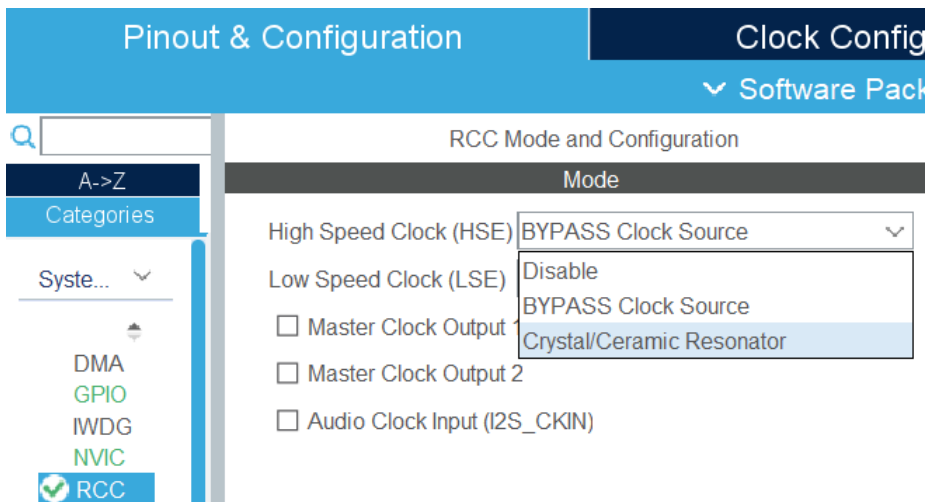 Pinout & Configuration
Clock Config
Software Pack
RCC Mode and Configuration
A->Z
Mode
Categories
High Speed Clock (HSE) BYPASS Clock Source
Syste...
Low Speed Clock (LSE)
Disable
BYPASS Clock Source
Master Clock Output 1
Crystal/Ceramic Resonator
DMA
Master Clock Output 2
GPIO
IWDG
Audio Clock Input (I2S_CKIN)
NVIC
RCC